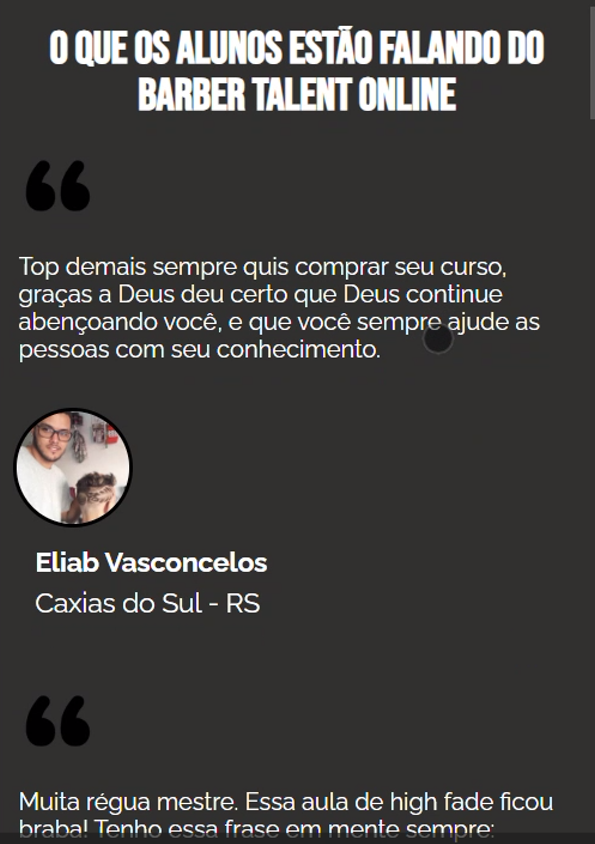 O QUE OS ALUNOS ESTÃO FALANDO DO
BARBER TALENT ONLINE
“
Top demais sempre quis comprar seu curso,
graças a Deus deu certo que Deus continue
abençoando você, e que você sempre ajude as
pessoas com seu conhecimento.
Eliab Vasconcelos
Caxias do Sul - RS
“
Muita régua mestre. Essa aula de high fade ficou
braba! Tenho essa frase em mente sempre: